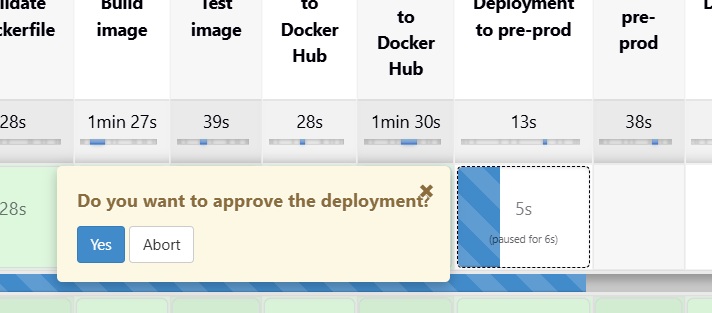 Build
image
Test
image
to
Docker
Hub
to
Docker
Hub
Deployment
to pre-prod
pre-
prod
28s
1min 27s
39s
28s
1min 30s
13s
38s
28s
Do you want to approve the deployment?
Yes
Abort
5s
(paused for 6s)